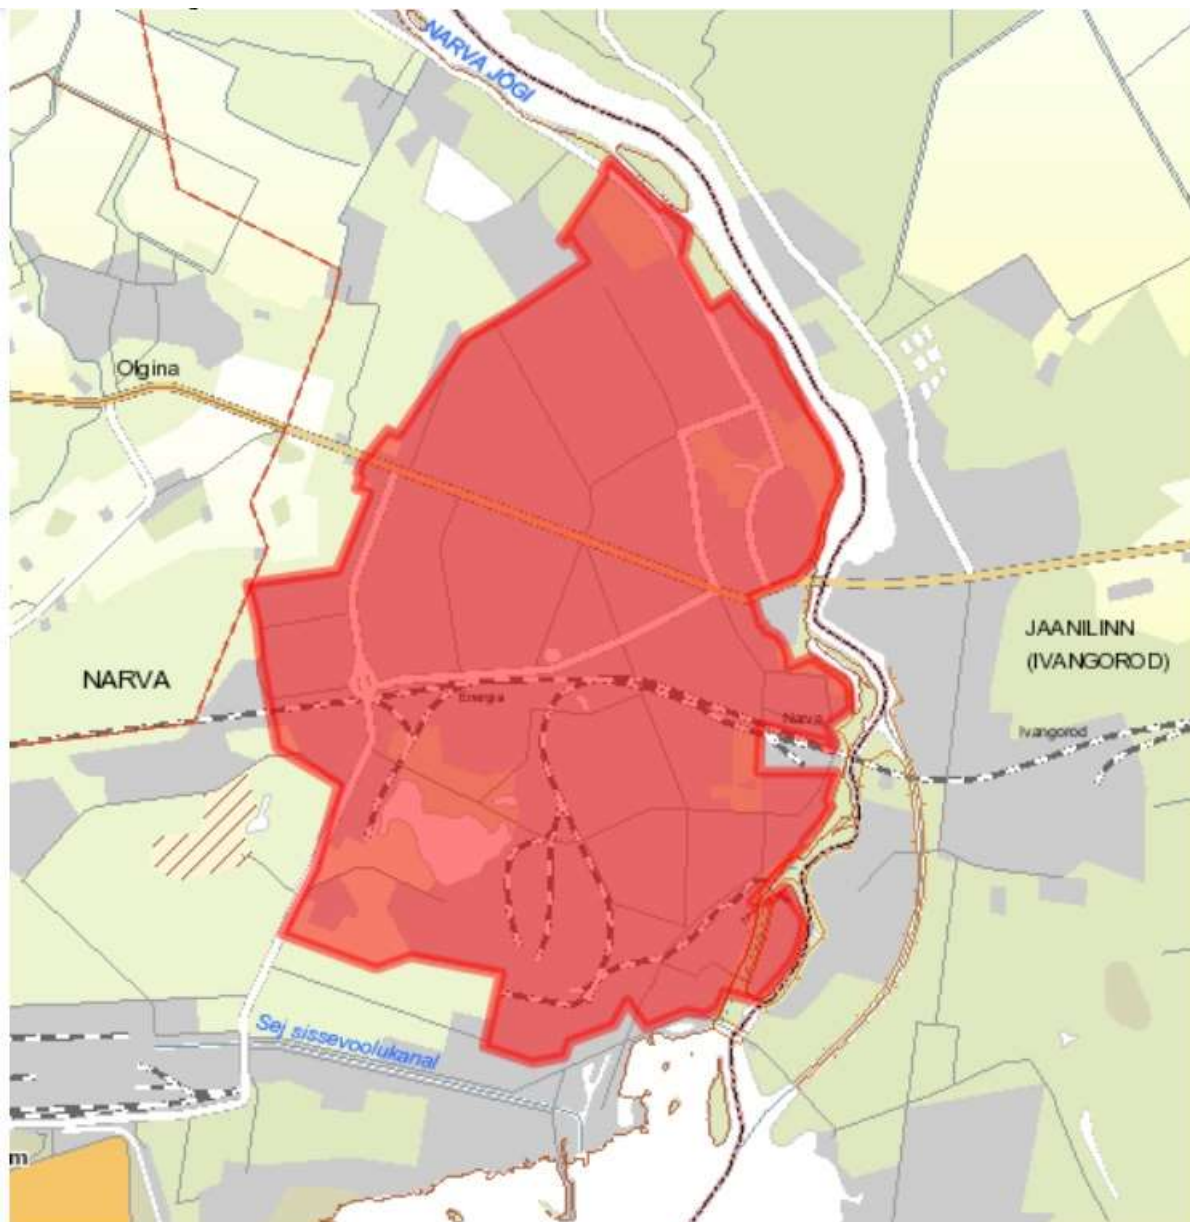 NARVA JÕGI
Olgina
JAANILINN
(IVANGOROD)
NARVA
Energia
Narva
Ivangorod
Sej sissevoolukanal
m